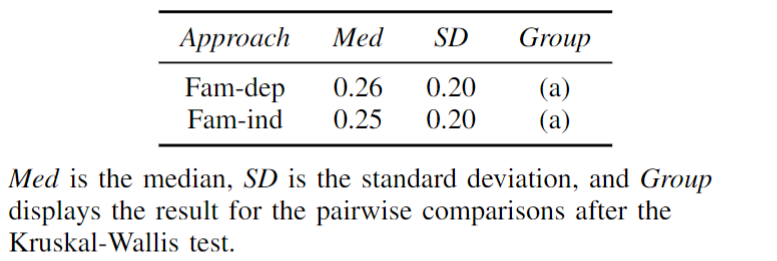 Approach Med SD Group
Fam-dep 0.26 0.20 (a)
Fam-ind 0.25 0.20 (a)
Med is the median, SD is the standard deviation, and Group
displays the result for the pairwise comparisons after the
Kruskal-Wallis test.